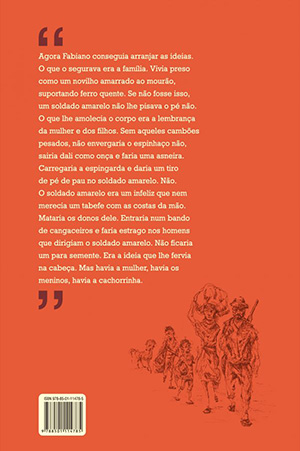 “
Agora Fabiano conseguia arranjar as ideias.
O que o segurava era a família. Vivia preso
como um novilho amarrado ao mourão,
suportando ferro quente. Se não fosse isso,
um soldado amarelo não lhe pisava o pé não.
O que lhe amolecia o corpo era a lembrança
da mulher e dos filhos. Sem aqueles cambões
pesados, não envergaria o espinhaço não,
sairia dali como onça e faria uma asneira.
Carregaria a espingarda e daria um tiro
de pé de pau no soldado amarelo. Não.
O soldado amarelo era um infeliz que nem
merecia um tabefe com as costas da mão.
Mataria os donos dele. Entraria num bando
de cangaceiros e faria estrago nos homens
que dirigiam o soldado amarelo. Não ficaria
um para semente. Era a ideia que lhe fervia
na cabeça. Mas havia a mulher, havia os
meninos, havia a cachorrinha.
”
ISBN 978-85-01-11478-5
9 788501 114785